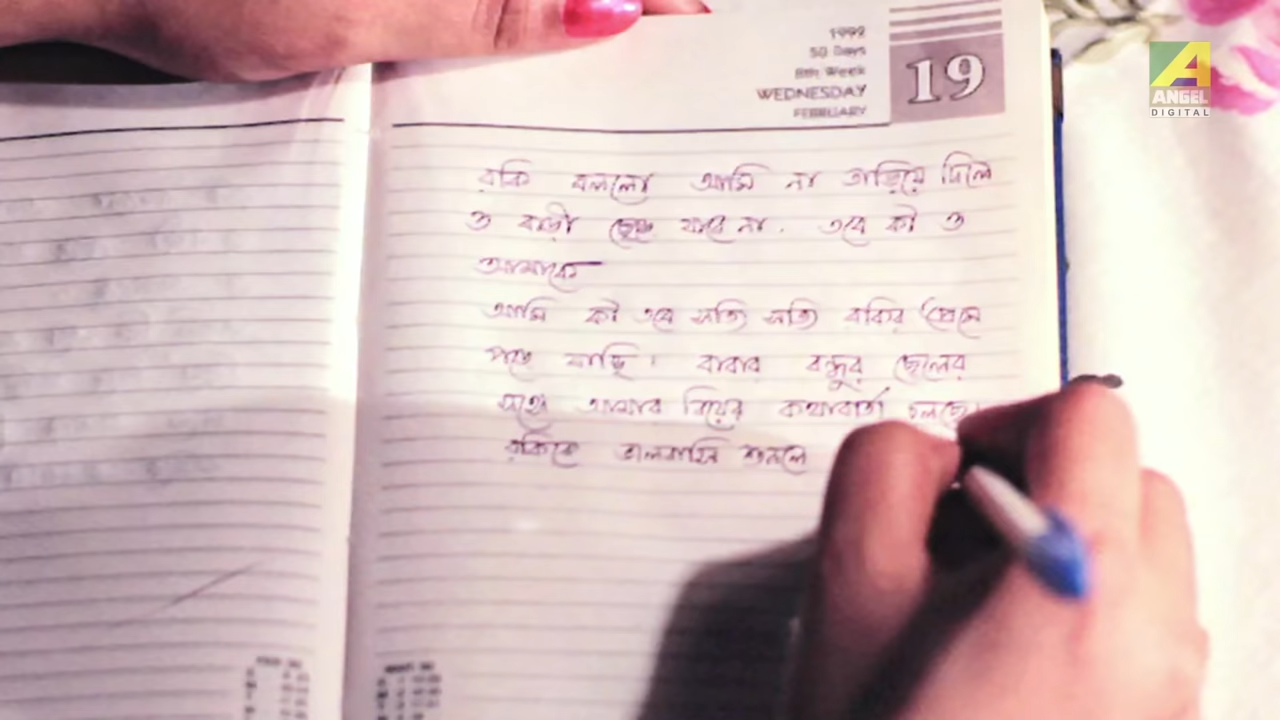 1992
50 Days
8th Week
WEDNESDAY
FEBRUARY
19
ANGEL
DIGITAL
রকি বললো আমি না তাড়িয়ে দিলে
ও বাড়ী ছেড়ে যাবে না. তবে কী ও
আমাকে
আমি কী তবে সত্যি সত্যি রকির প্রেমে
পড়ে যাচ্ছি। বাবার বন্ধুর ছেলের
সঙ্গে আমার বিয়ের কথাবার্তা চলছে।
রকিকে ভালবাসি শুনলে